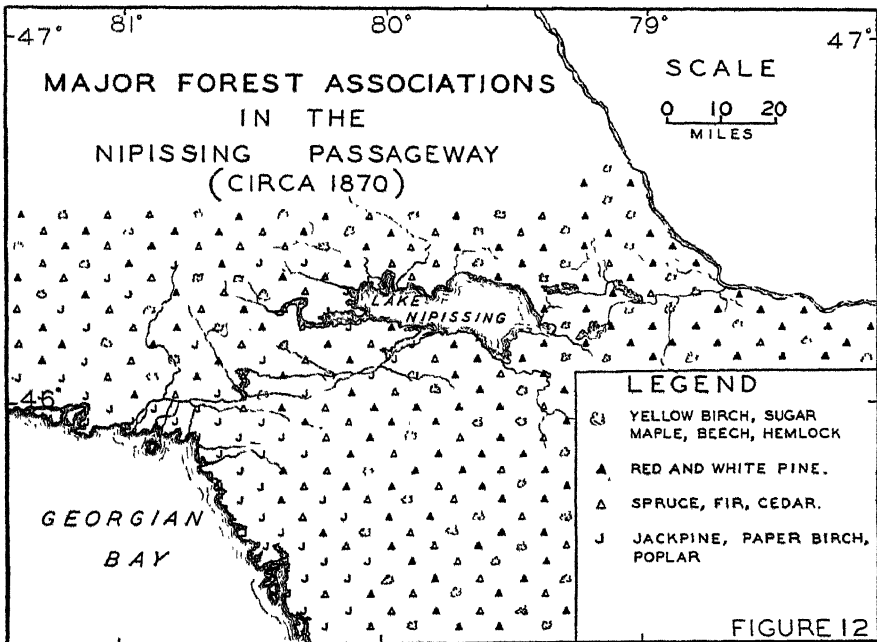 47° 81° 80° 79° 47°
MAJOR FOREST ASSOCIATIONS
IN THE
NIPISSING PASSAGEWAY
(CIRCA 1870)
SCALE
0 10 20
MILES
LAKE
NIPISSING
46°
GEORGIAN
BAY
LEGEND
YELLOW BIRCH, SUGAR
MAPLE, BEECH, HEMLOCK
RED AND WHITE PINE.
SPRUCE, FIR, CEDAR.
J JACKPINE, PAPER BIRCH,
POPLAR
FIGURE 12